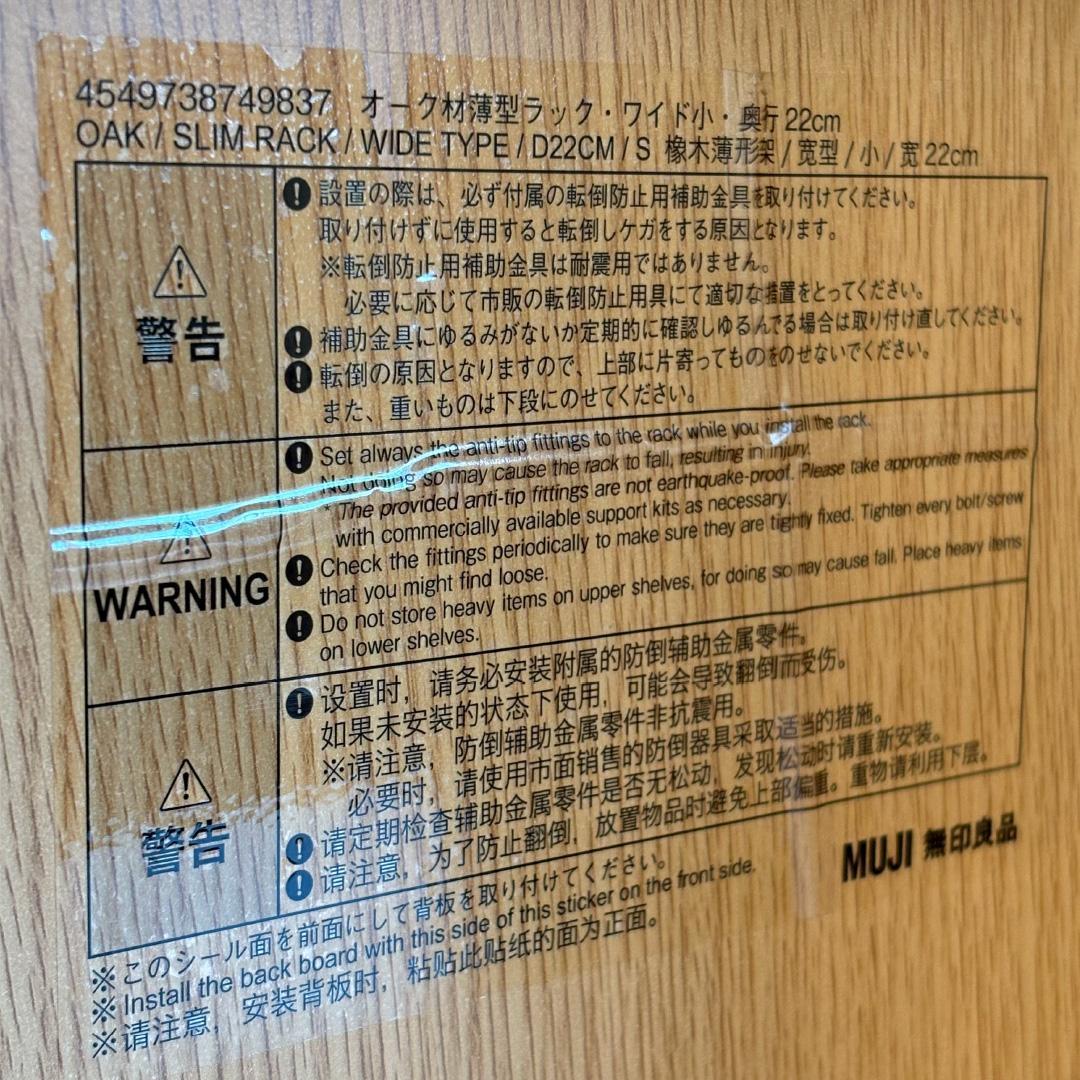 4549738749837 オーク材薄型ラック・ワイド小・奥行22cm
OAK / SLIM RACK / WIDE TYPE / D22CM / S 橡木薄形架 / 宽型 / 小 / 宽22cm
警告
設置の際は、必ず付属の転倒防止用補助金具を取り付けてください。
取り付けずに使用すると転倒しケガをする原因となります。
※転倒防止用補助金具は耐震用ではありません。
必要に応じて市販の転倒防止用具にて適切な措置をとってください。
補助金具にゆるみがないか定期的に確認しゆるんでる場合は取り付け直してください。
転倒の原因となりますので、上部に片寄ってものをのせないでください。
また、重いものは下段にのせてください。
WARNING
Set always the anti-tip fittings to the rack while you install the rack.
Not doing so may cause the rack to fall, resulting in injury.
* The provided anti-tip fittings are not earthquake-proof. Please take appropriate measures
with commercially available support kits as necessary.
Check the fittings periodically to make sure they are tightly fixed. Tighten every bolt/screw
that you might find loose.
Do not store heavy items on upper shelves, for doing so may cause fall. Place heavy items
on lower shelves.
警告
设置时，请务必安装附属的防倒辅助金属零件。
如果未安装的状态下使用，可能会导致翻倒而受伤。
※请注意，防倒辅助金属零件非抗震用。
必要时，请使用市面销售的防倒器具采取适当的措施。
请定期检查辅助金属零件是否无松动，发现松动时请重新安装。
请注意，为了防止翻倒，放置物品时避免上部偏重。重物请利用下层。
※このシール面を前面にして背板を取り付けてください。
※Install the back board with this side of this sticker on the front side.
※请注意，安装背板时，粘贴此贴纸的面为正面。
MUJI 無印良品